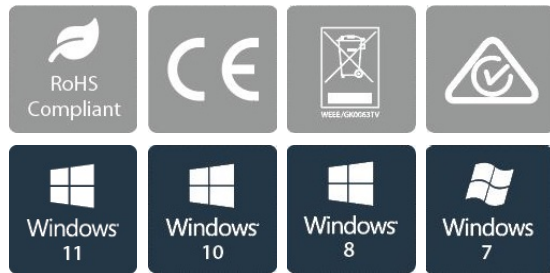 RoHS
Compliant
CE
WEEE/GK0063TV
Windows
11
Windows
10
Windows
8
Windows
7